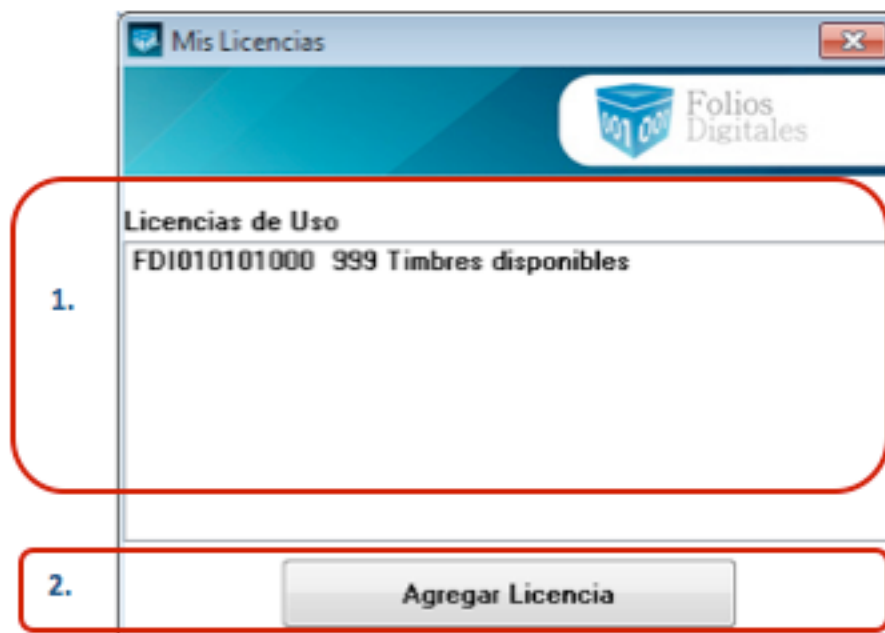 Mis Licencias
Folios
Digitales
Licencias de Uso
FDI010101000 999 Timbres disponibles
1.
2.
Agregar Licencia